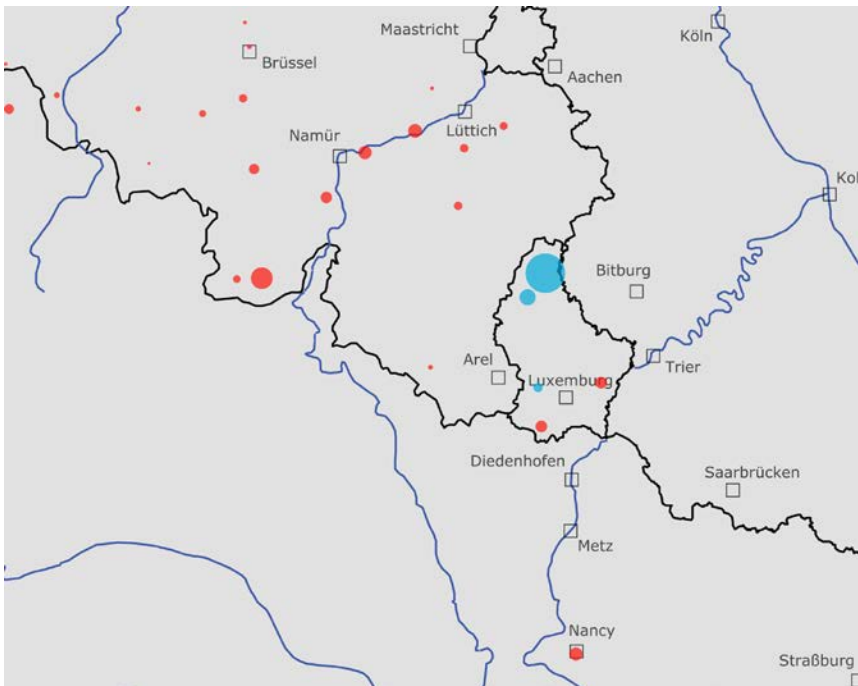 Maastricht
Köln
Brüssel
Aachen
Lüttich
Namür
Kol
Bitburg
Arel
Trier
Luxemburg
Diedenhofen
Saarbrücken
Metz
Nancy
Straßburg